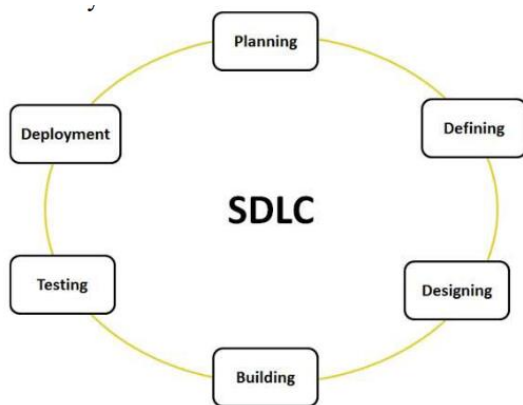 Planning
Deployment
Defining
SDLC
Testing
Designing
Building